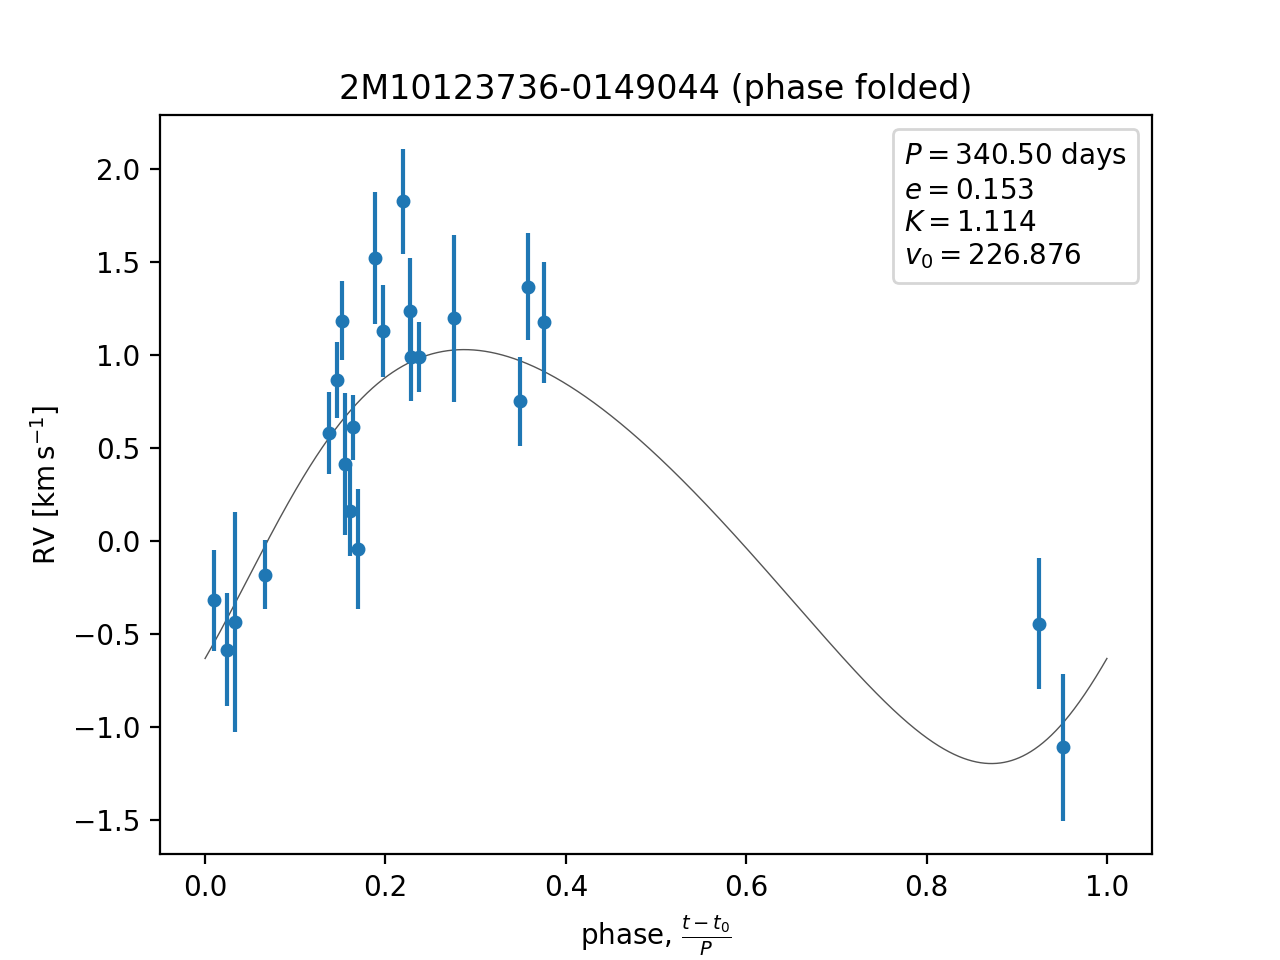 2M10123736-0149044 (phase folded)
P = 340.50 days
e = 0.153
K = 1.114
v₀ = 226.876
2.0
1.5
1.0
0.5
0.0
−0.5
−1.0
−1.5
RV [km s⁻¹]
0.0 0.2 0.4 0.6 0.8 1.0
phase, (t − t₀)/P